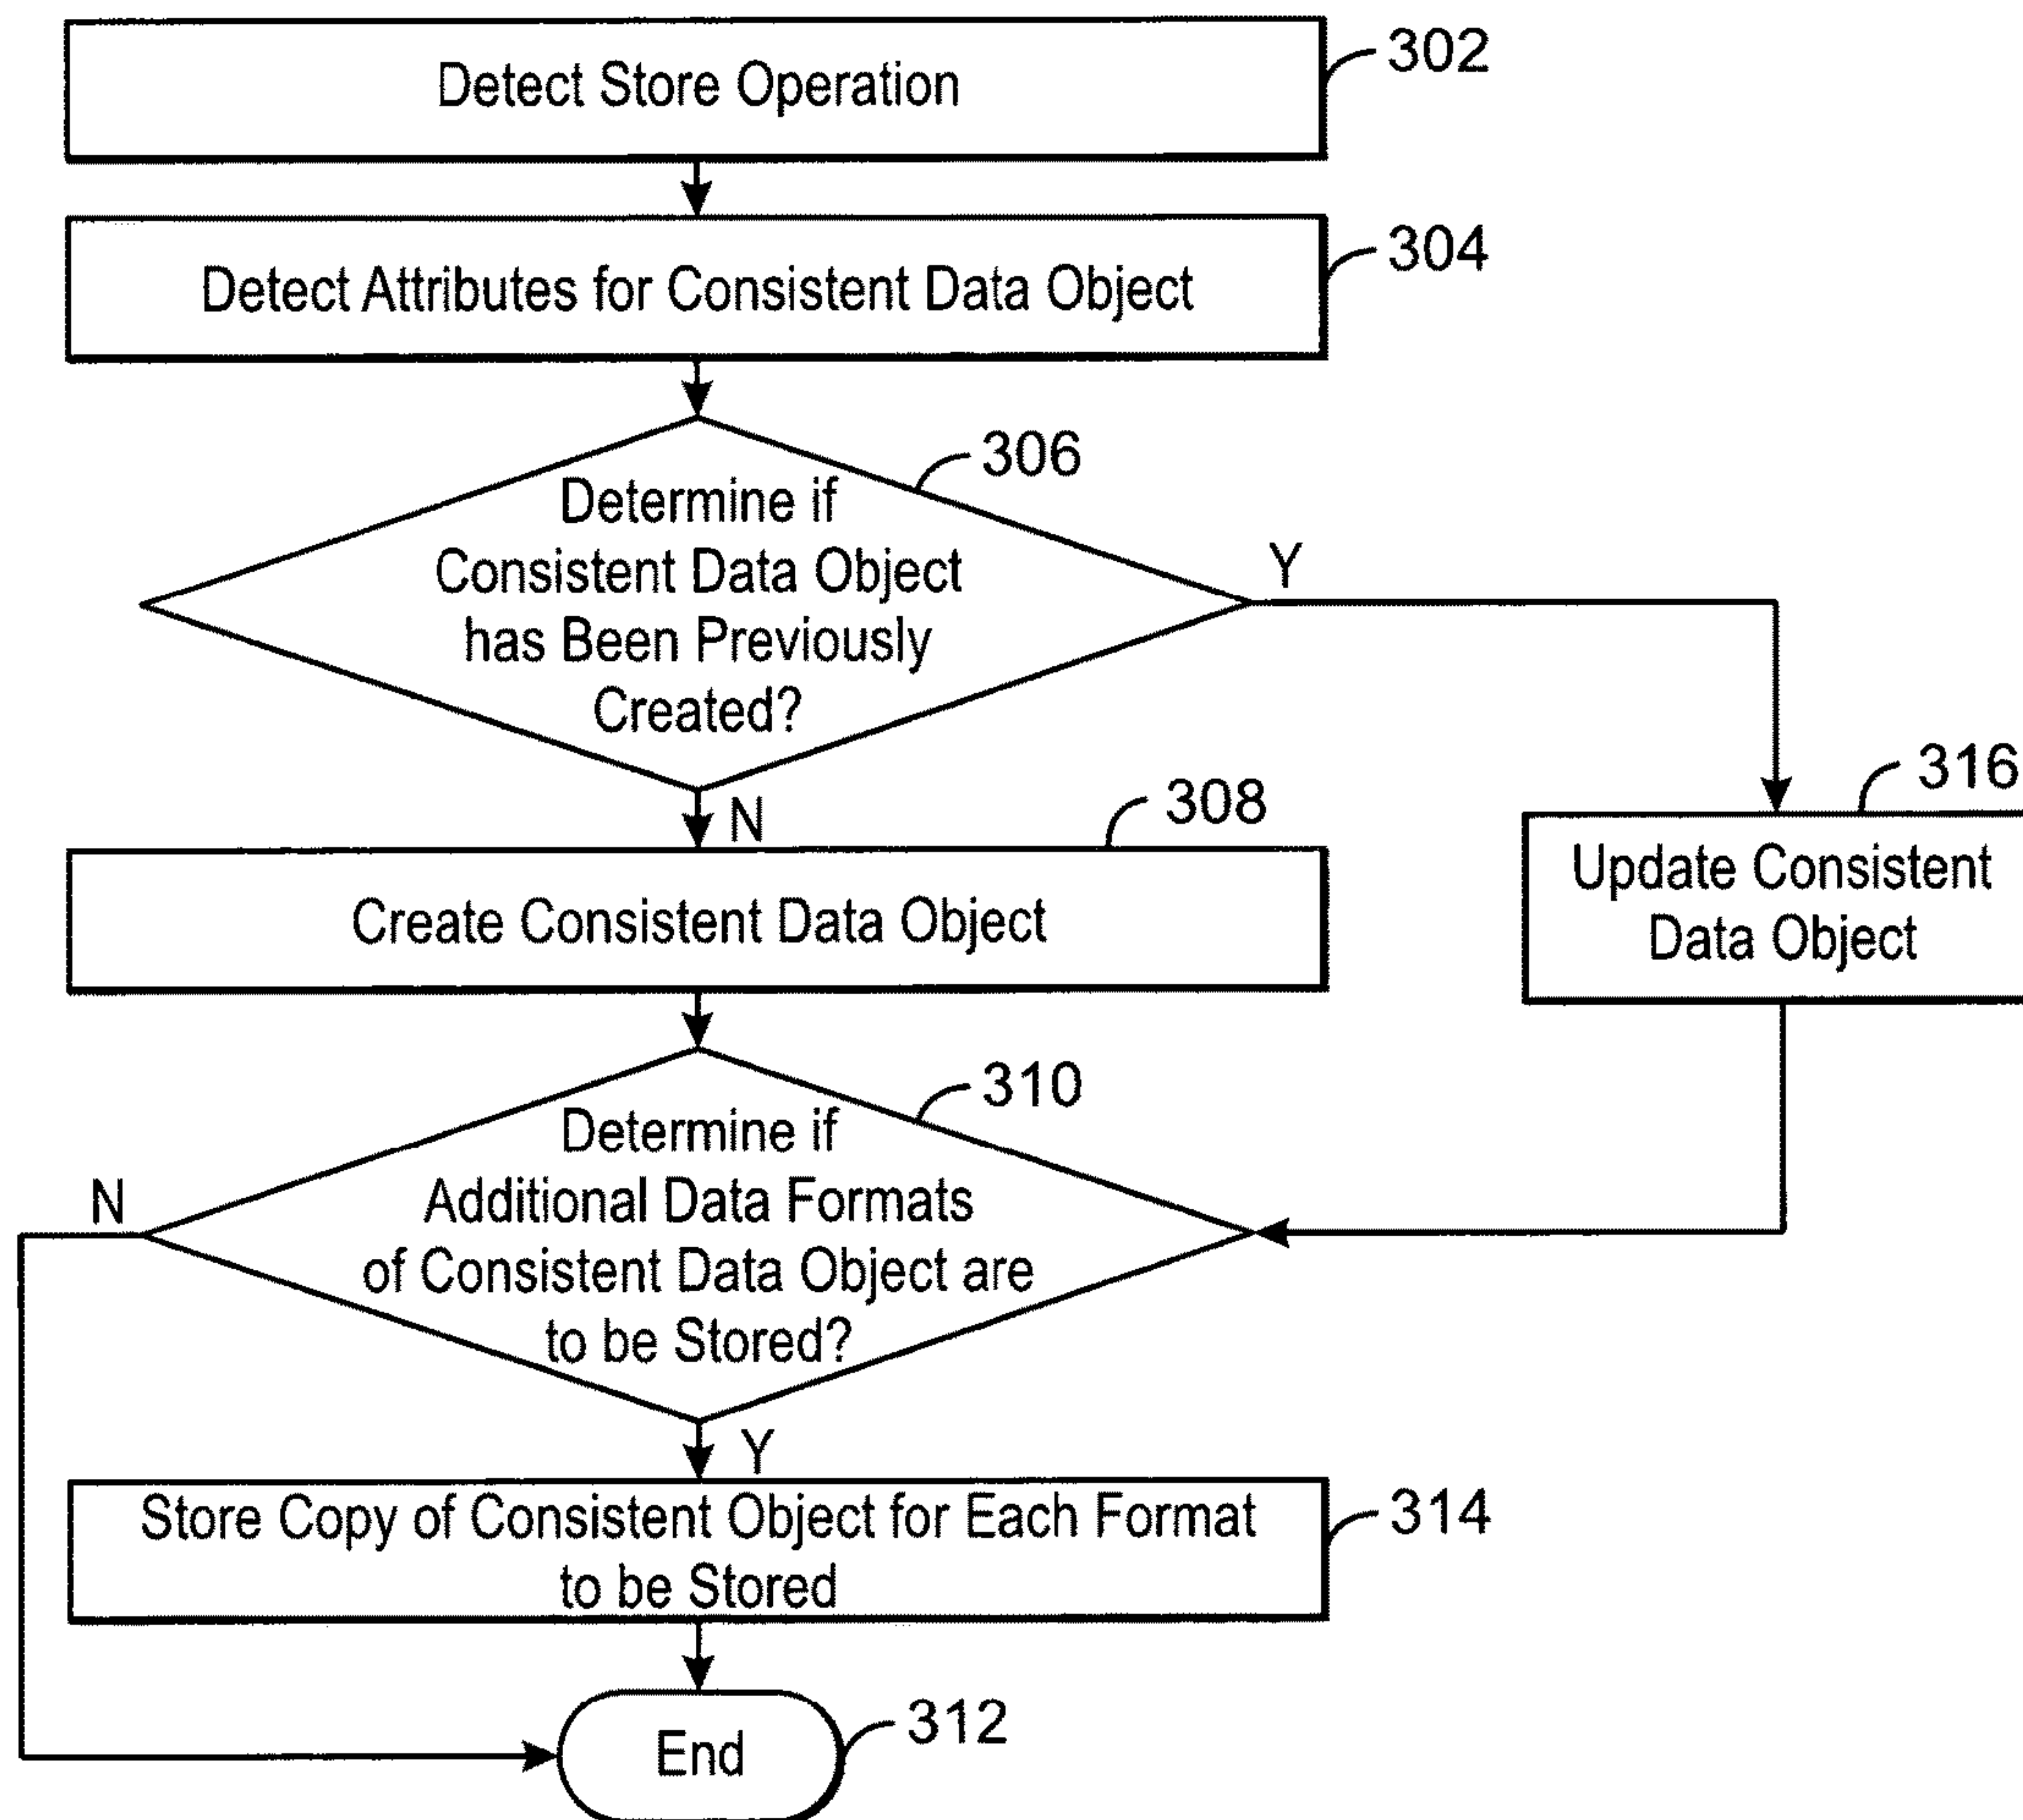 Detect Store Operation
302
Detect Attributes for Consistent Data Object
304
306
Determine if
Consistent Data Object
has Been Previously
Created?
Y
N
308
Create Consistent Data Object
316
Update Consistent
Data Object
310
Determine if
Additional Data Formats
of Consistent Data Object are
to be Stored?
N
Y
Store Copy of Consistent Object for Each Format
to be Stored
314
End
312